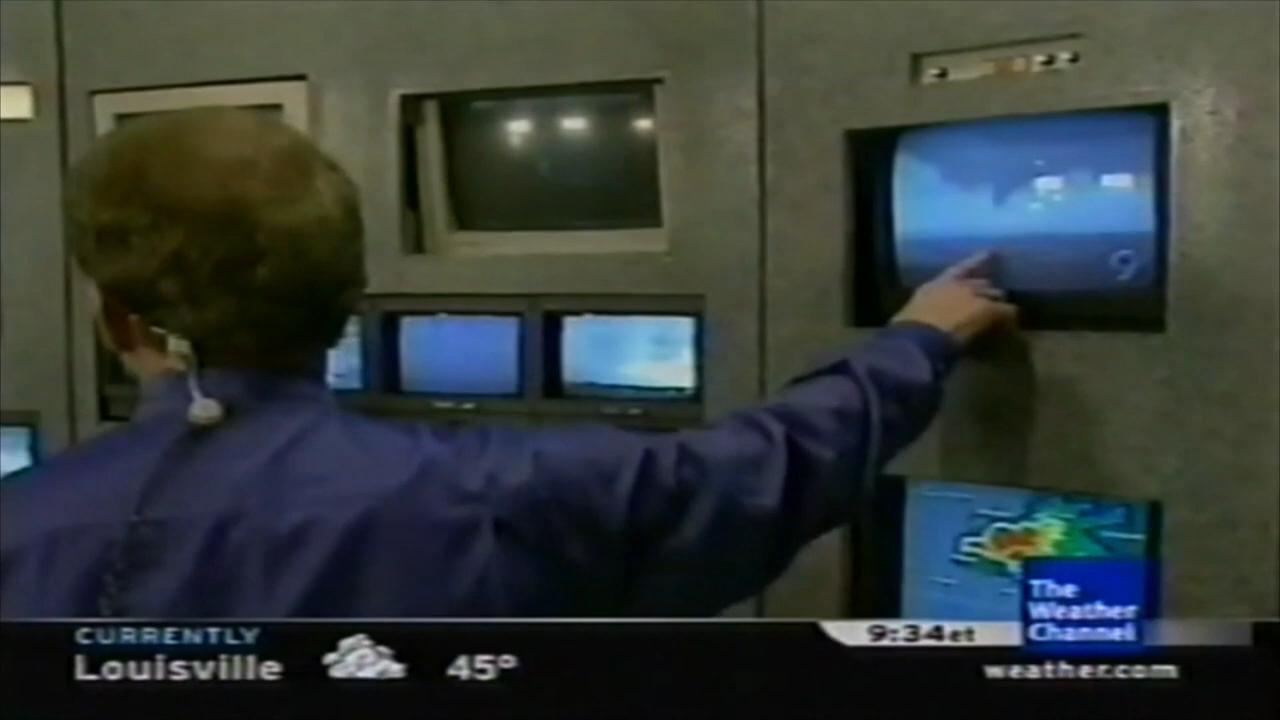 9
CURRENTLY
Louisville
45°
9:34et
The
Weather
Channel
weather.com